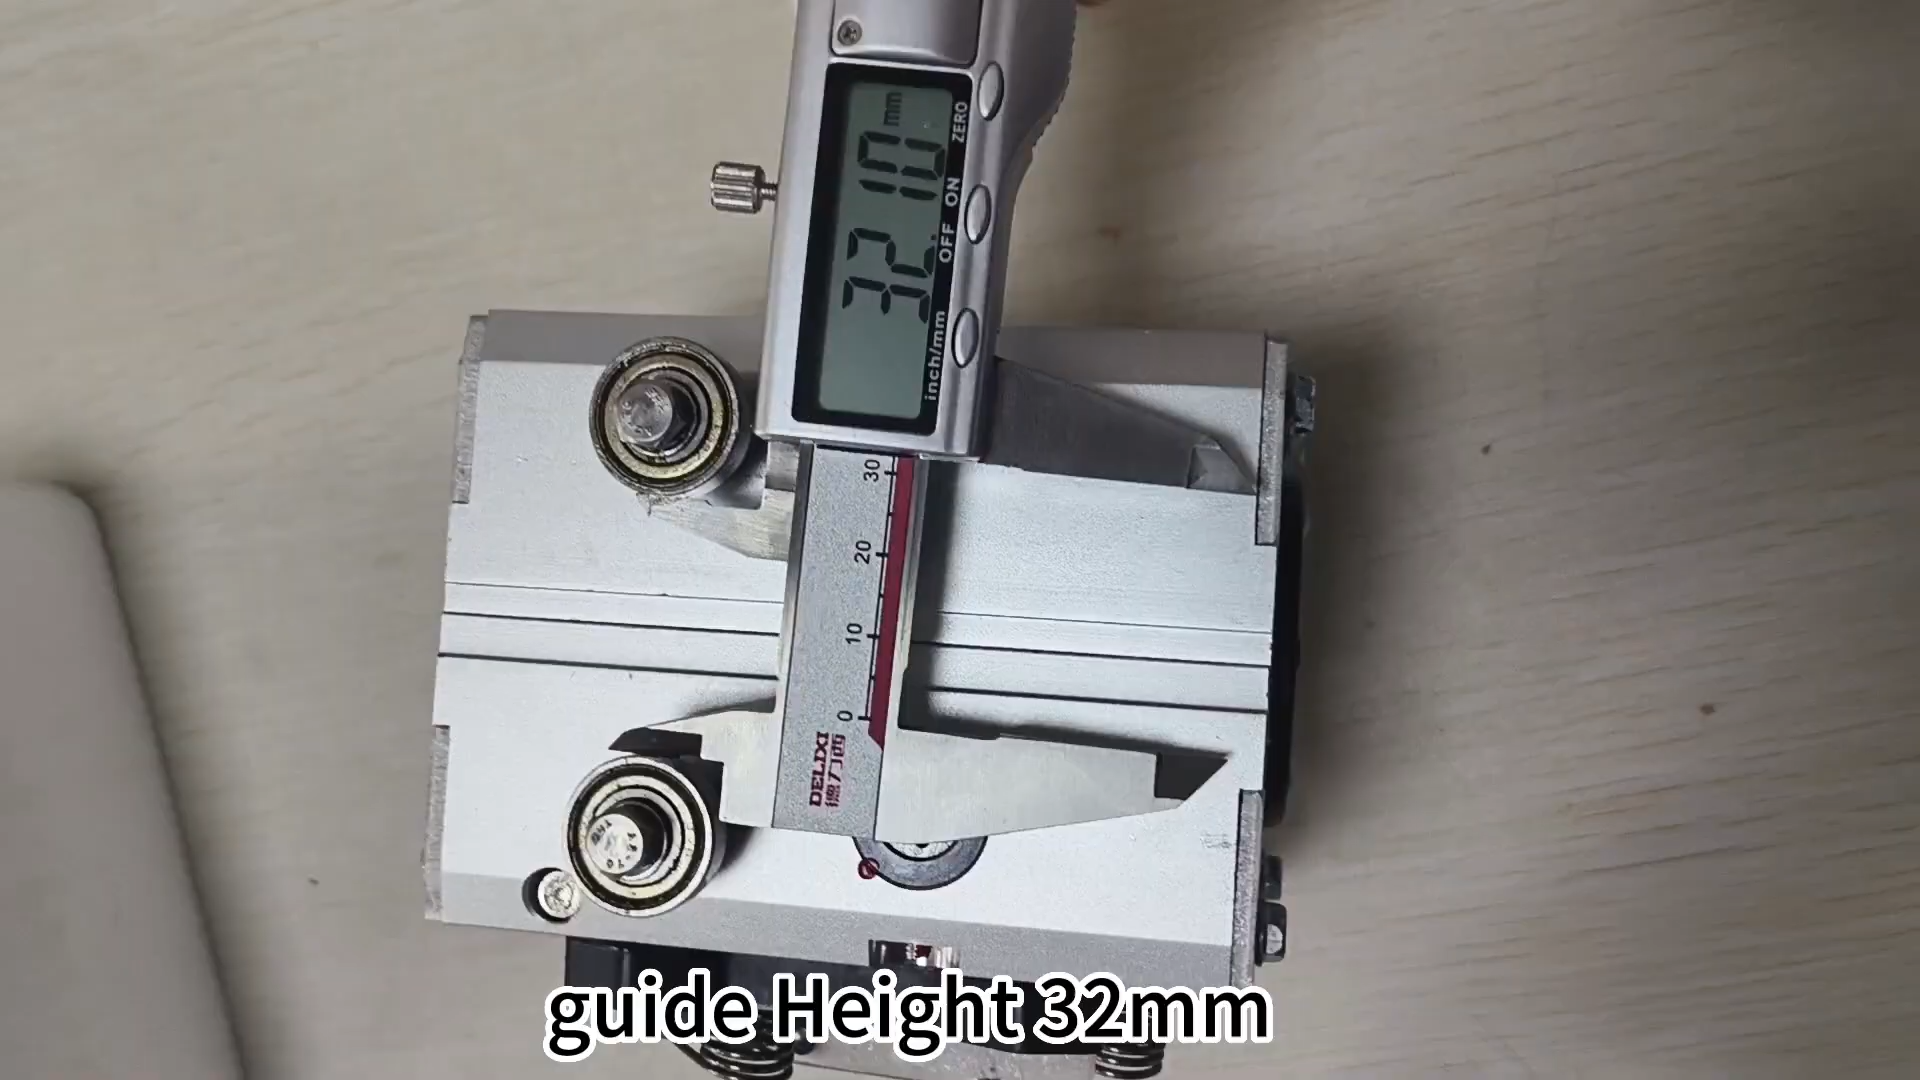 32.10 mm
ZERO
OFF ON
inch/mm
30
20
10
0
DELIXI
德力西
guide Height 32mm